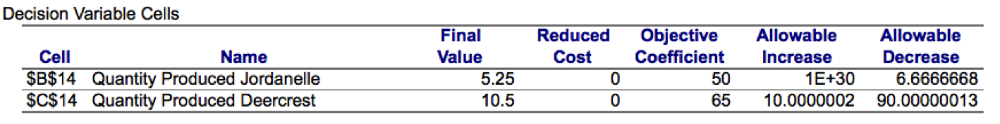 Decision Variable Cells
Final Reduced Objective Allowable Allowable
Cell Name Value Cost Coefficient Increase Decrease
$B$14 Quantity Produced Jordanelle 5.25 0 50 1E+30 6.6666668
$C$14 Quantity Produced Deercrest 10.5 0 65 10.0000002 90.00000013